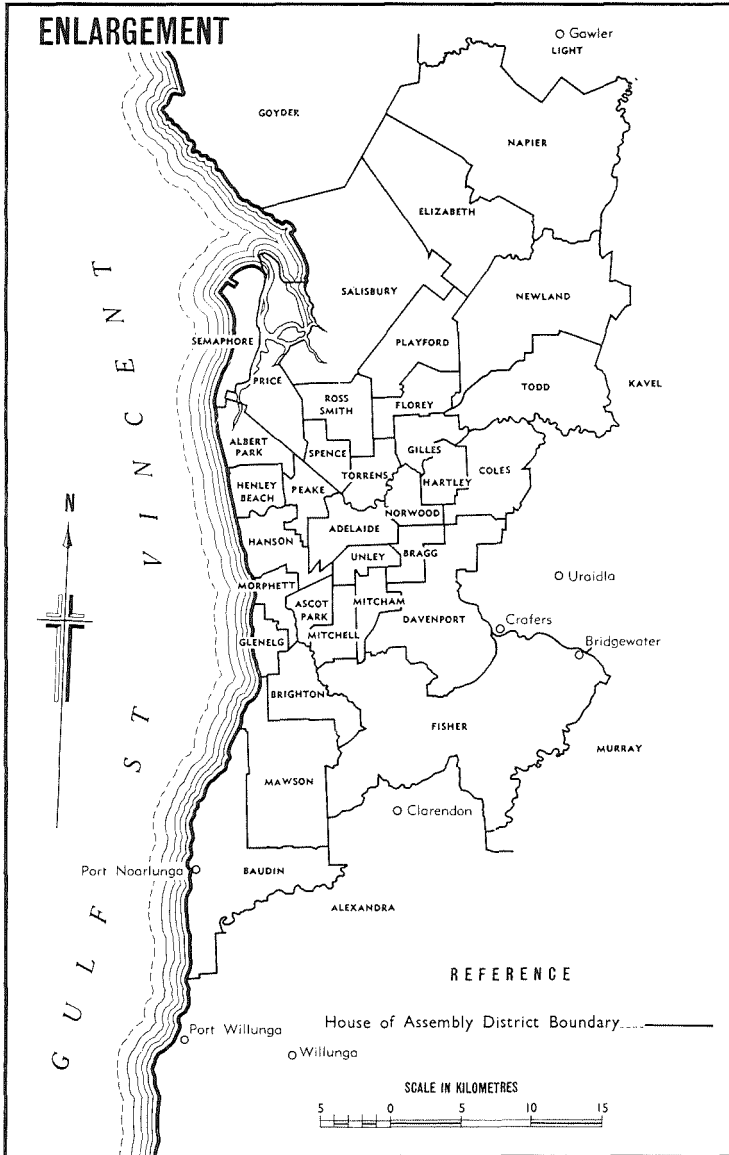 ENLARGEMENT
Gawler
LIGHT
GOYDER
NAPIER
ELIZABETH
SALISBURY
NEWLAND
SEMAPHORE
PLAYFORD
PRICE
TODD
KAVEL
ROSS
SMITH
FLOREY
ALBERT
PARK
SPENCE
GILLES
COLES
TORRENS
HARTLEY
HENLEY
BEACH
PEAKE
NORWOOD
ADELAIDE
HANSON
UNLEY
BRAGG
MORPHETT
Uraidla
ASCOT
PARK
MITCHAM
DAVENPORT
Crafers
MITCHELL
GLENELG
Bridgewater
BRIGHTON
FISHER
MURRAY
MAWSON
Clarendon
Port Noarlunga
BAUDIN
ALEXANDRA
GULF ST VINCENT
N
REFERENCE
House of Assembly District Boundary
Port Willunga
Willunga
SCALE IN KILOMETRES
5 0 5 10 15